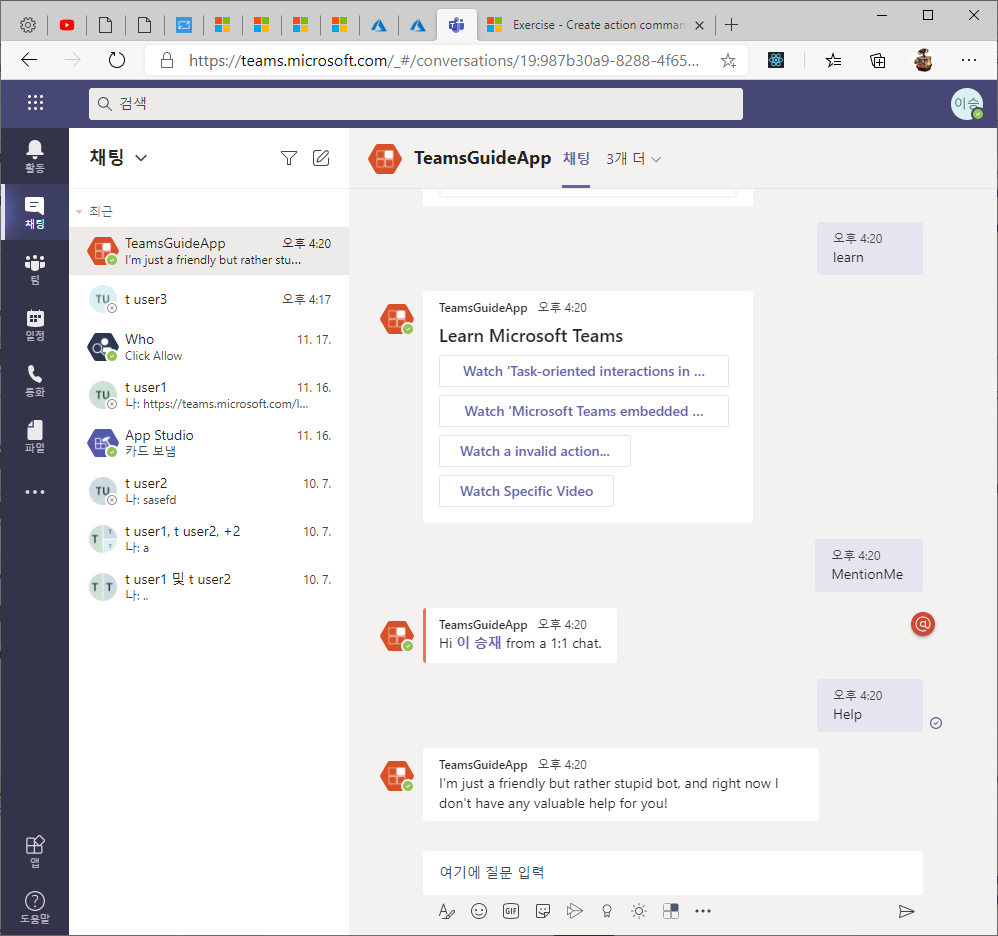 Exercise - Create action comman
https://teams.microsoft.com/_#/conversations/19:987b30a9-8288-4f65...
검색
이승
활동
채팅
팀
일정
통화
파일
앱
도움말
채팅
최근
TeamsGuideApp 오후 4:20
I'm just a friendly but rather stu...
TU t user3 오후 4:17
Who 11. 17.
Click Allow
TU t user1 11. 16.
나: https://teams.microsoft.com/l...
App Studio 11. 16.
카드 보냄
TU t user2 10. 7.
나: sasefd
T t user1, t user2, +2 10. 7.
나: a
T T t user1 및 t user2 10. 7.
나: ..
TeamsGuideApp 채팅 3개 더
오후 4:20
learn
TeamsGuideApp 오후 4:20
Learn Microsoft Teams
Watch 'Task-oriented interactions in ...
Watch 'Microsoft Teams embedded ...
Watch a invalid action...
Watch Specific Video
오후 4:20
MentionMe
@
TeamsGuideApp 오후 4:20
Hi 이 승재 from a 1:1 chat.
오후 4:20
Help
TeamsGuideApp 오후 4:20
I'm just a friendly but rather stupid bot, and right now I
don't have any valuable help for you!
여기에 질문 입력
GIF